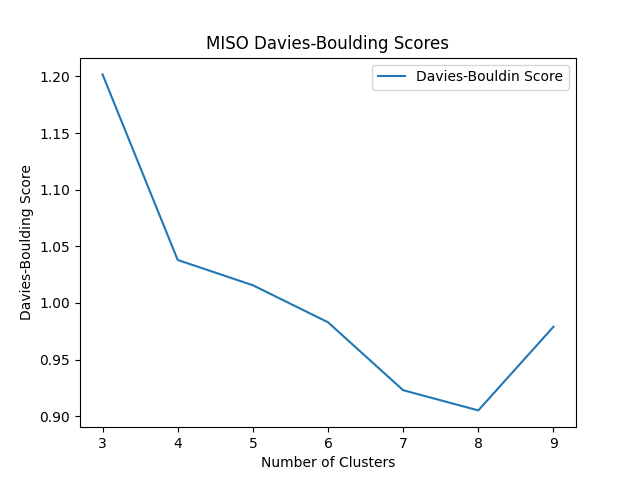 MISO Davies-Boulding Scores
Davies-Bouldin Score
Davies-Boulding Score
1.20
1.15
1.10
1.05
1.00
0.95
0.90
3 4 5 6 7 8 9
Number of Clusters